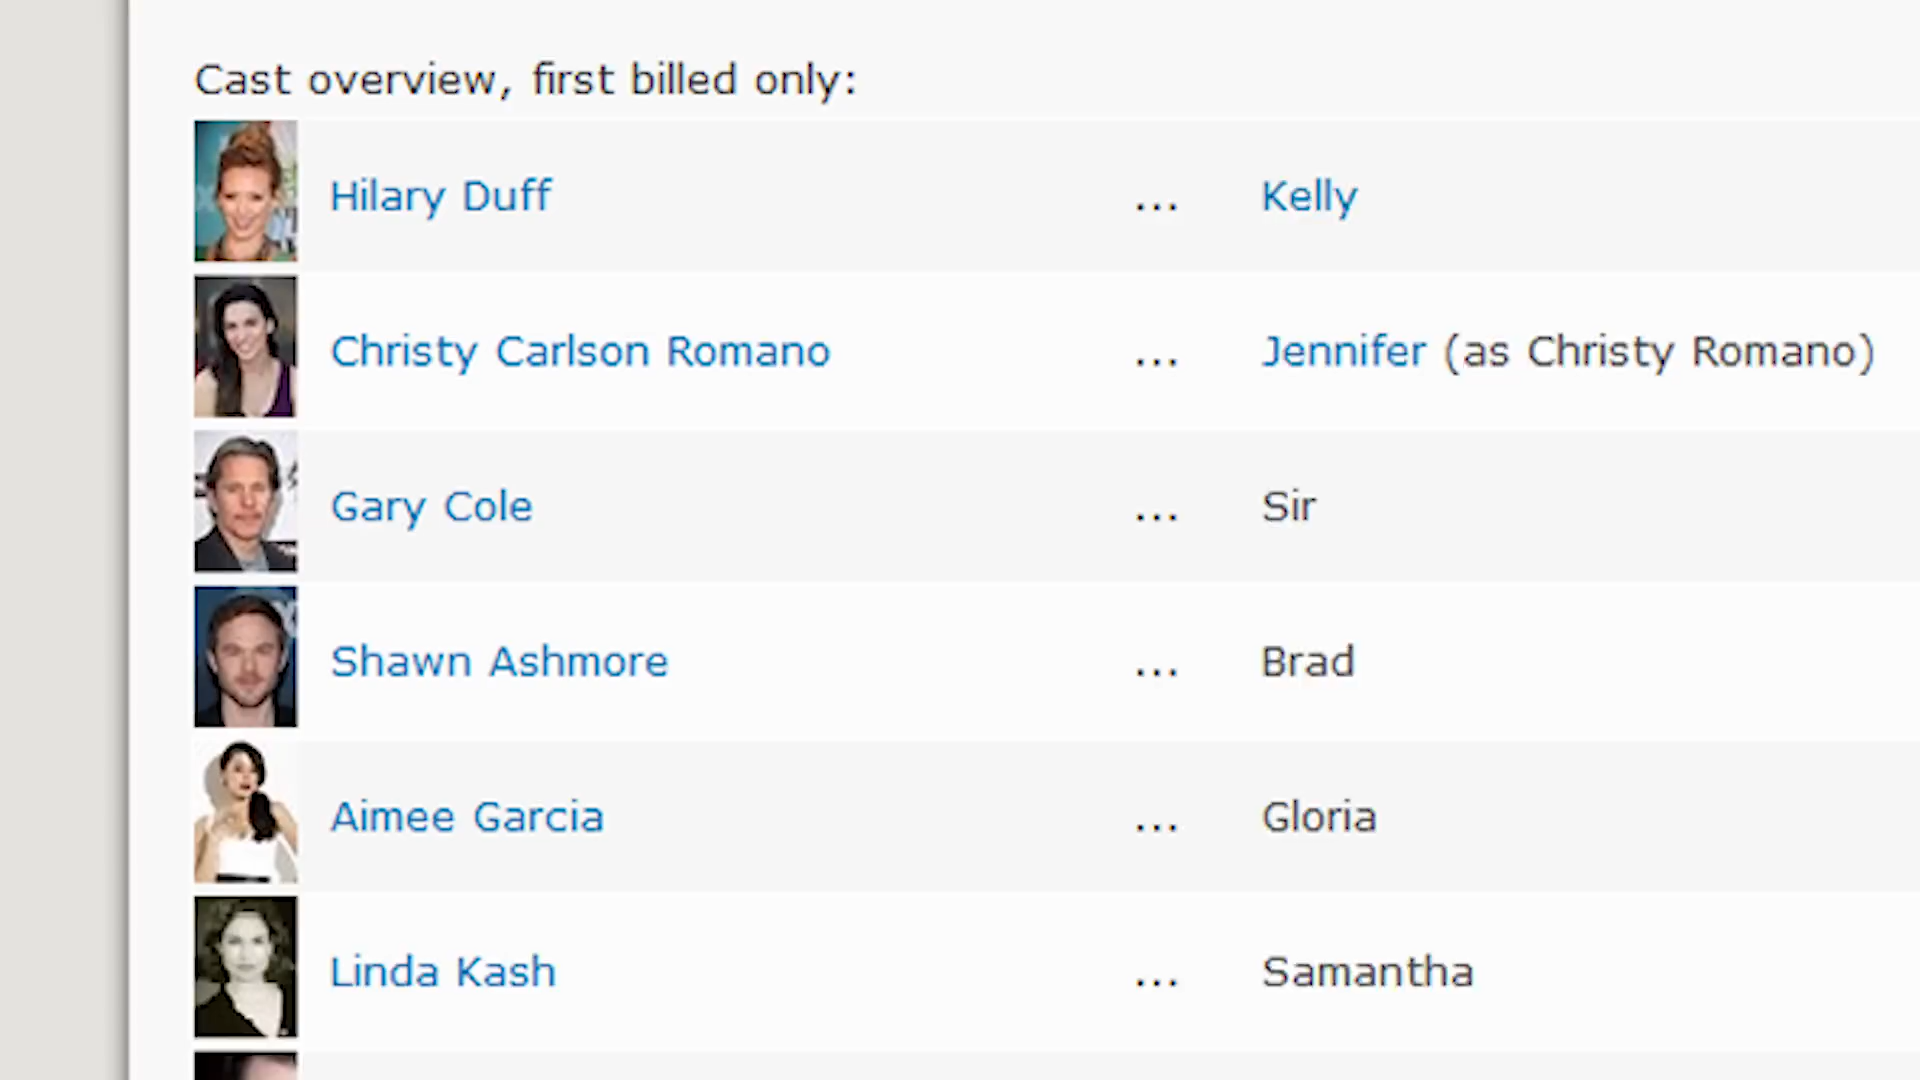 Cast overview, first billed only:
Hilary Duff ... Kelly
Christy Carlson Romano ... Jennifer (as Christy Romano)
Gary Cole ... Sir
Shawn Ashmore ... Brad
Aimee Garcia ... Gloria
Linda Kash ... Samantha